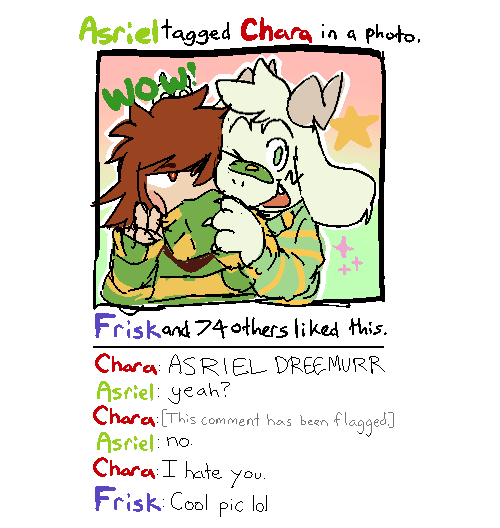 Asriel tagged Chara in a photo.
WOW!
Frisk and 74 others liked this.
Chara: ASRIEL DREEMURR
Asriel: yeah?
Chara: [This comment has been flagged.]
Asriel: no.
Chara: I hate you.
Frisk: Cool pic lol